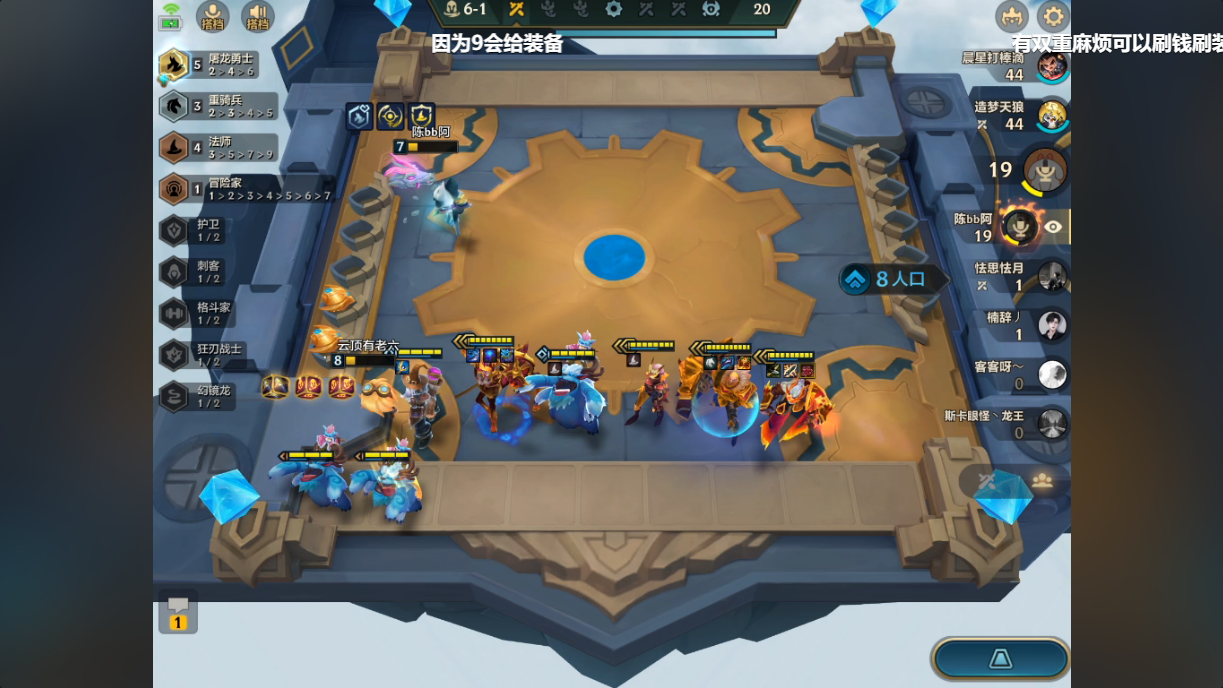 搭档
搭档
6-1
20
因为9会给装备
有双重麻烦可以刷钱刷装
5
屠龙勇士
2 > 4 > 6
3
重骑兵
2 > 3 > 4 > 5
4
法师
3 > 5 > 7 > 9
1
冒险家
1 > 2 > 3 > 4 > 5 > 6 > 7
护卫
1 / 2
刺客
1 / 2
格斗家
1 / 2
狂刃战士
1 / 2
幻镜龙
1 / 2
陈bb阿
7
云顶有老六
8
8人口
晨星打棒滴
44
造梦天狼
44
19
陈bb阿
19
怯思怯月
1
楠辞丿
1
客客呀～
0
斯卡眼怪丶龙王
0
1